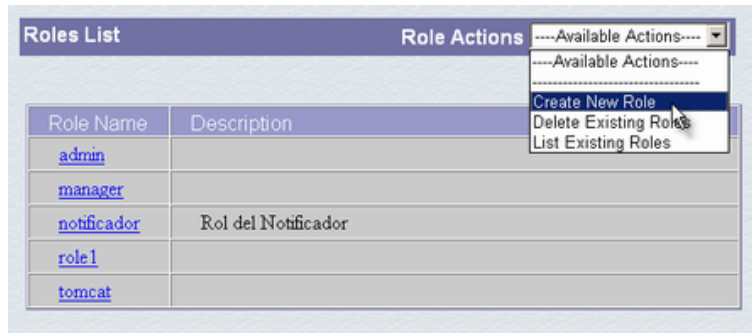 Roles List
Role Actions ----Available Actions----
----Available Actions----
--------------------------------
Create New Role
Delete Existing Roles
List Existing Roles
Role Name Description
admin
manager
notificador Rol del Notificador
role1
tomcat